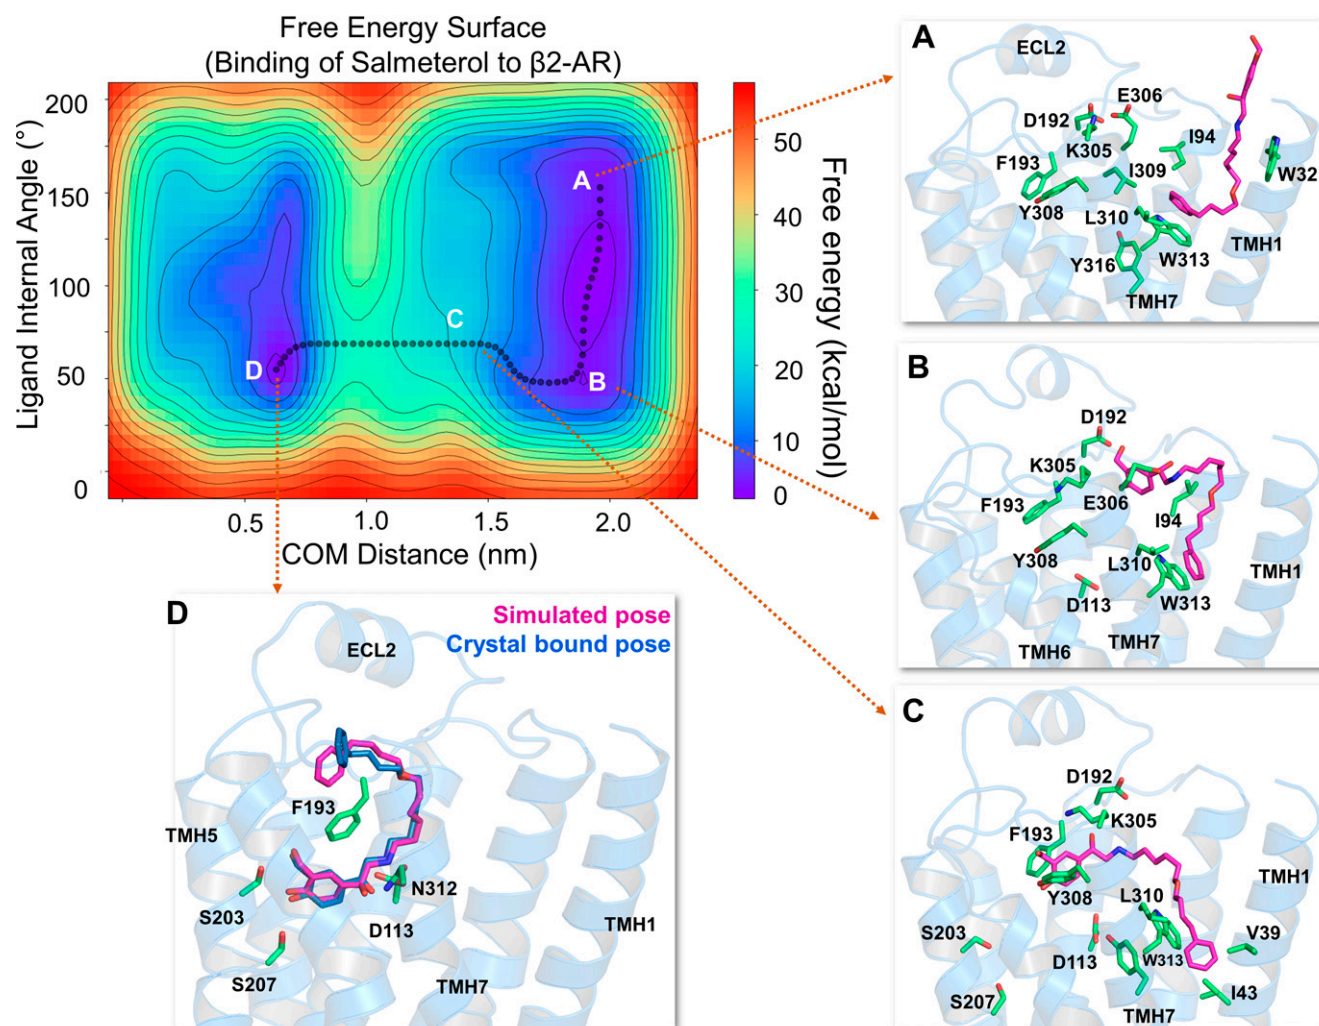 Free Energy Surface
(Binding of Salmeterol to β2-AR)
Ligand Internal Angle (°)
200
150
100
50
0
A
B
C
D
0.5
1.0
1.5
2.0
COM Distance (nm)
50
40
30
20
10
0
Free energy (kcal/mol)
A
ECL2
E306
D192
K305
I94
F193
I309
W32
Y308
L310
TMH1
Y316
W313
TMH7
B
D192
K305
F193
E306
I94
Y308
L310
TMH1
D113
W313
TMH6
TMH7
C
D192
K305
F193
TMH1
Y308
L310
S203
V39
D113
W313
S207
I43
TMH7
D
Simulated pose
Crystal bound pose
ECL2
F193
TMH5
N312
S203
D113
TMH1
S207
TMH7